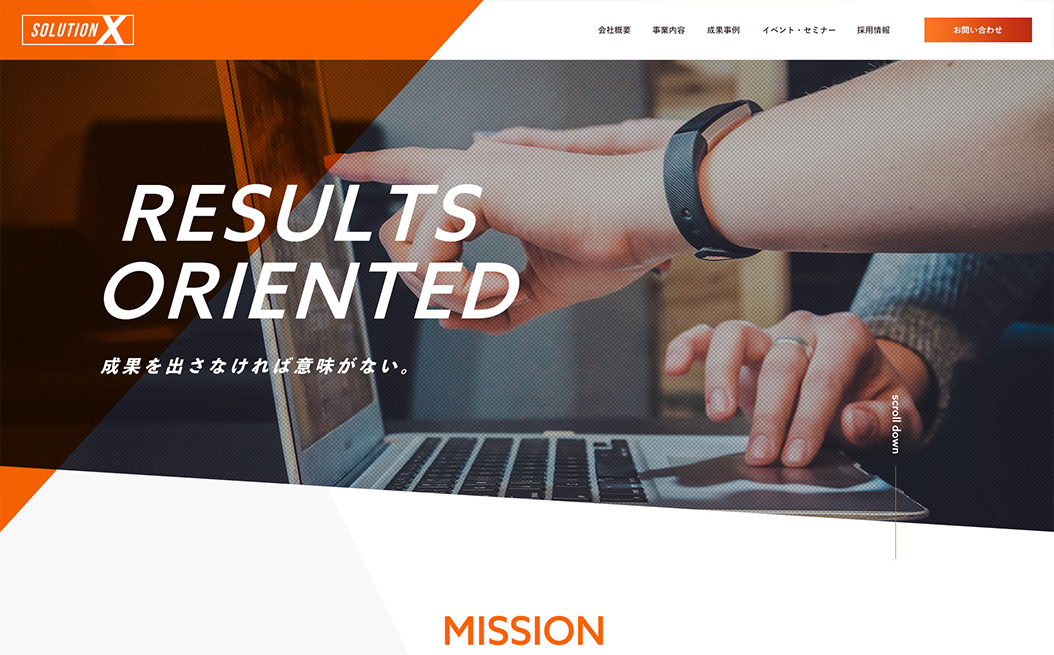 SOLUTION X
会社概要
事業内容
成果事例
イベント・セミナー
採用情報
お問い合わせ
RESULTS
ORIENTED
成果を出さなければ意味がない。
scroll down
MISSION